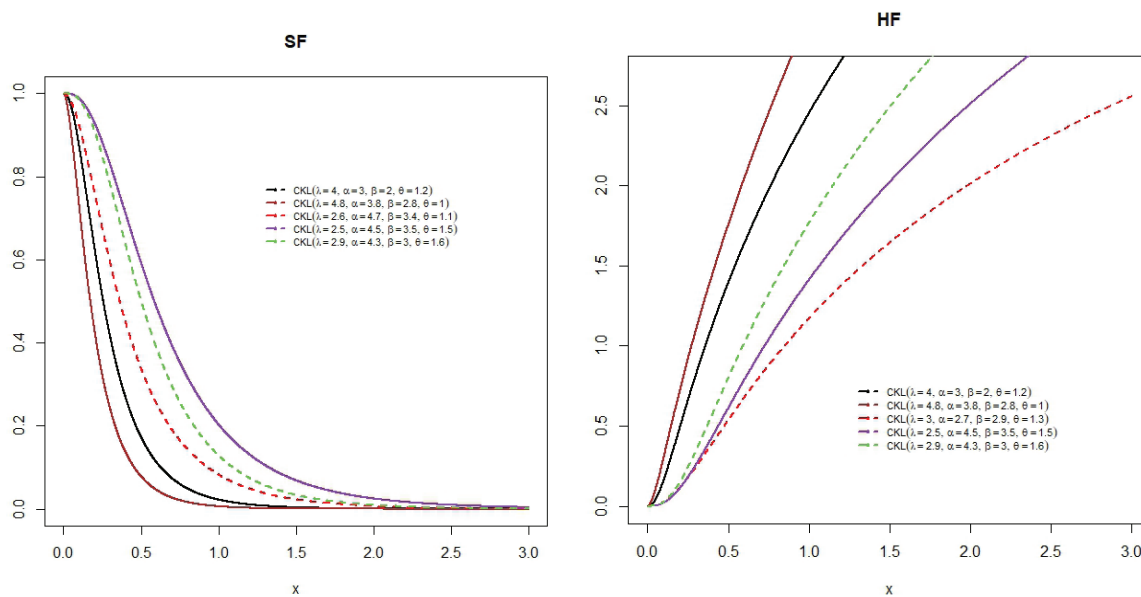 SF
1.0
0.8
0.6
0.4
0.2
0.0
CKL(λ = 4, α = 3, β = 2, θ = 1.2)
CKL(λ = 4.8, α = 3.8, β = 2.8, θ = 1)
CKL(λ = 2.6, α = 4.7, β = 3.4, θ = 1.1)
CKL(λ = 2.5, α = 4.5, β = 3.5, θ = 1.5)
CKL(λ = 2.9, α = 4.3, β = 3, θ = 1.6)
0.0 0.5 1.0 1.5 2.0 2.5 3.0
x
HF
2.5
2.0
1.5
1.0
0.5
0.0
CKL(λ = 4, α = 3, β = 2, θ = 1.2)
CKL(λ = 4.8, α = 3.8, β = 2.8, θ = 1)
CKL(λ = 3, α = 2.7, β = 2.9, θ = 1.3)
CKL(λ = 2.5, α = 4.5, β = 3.5, θ = 1.5)
CKL(λ = 2.9, α = 4.3, β = 3, θ = 1.6)
0.0 0.5 1.0 1.5 2.0 2.5 3.0
x